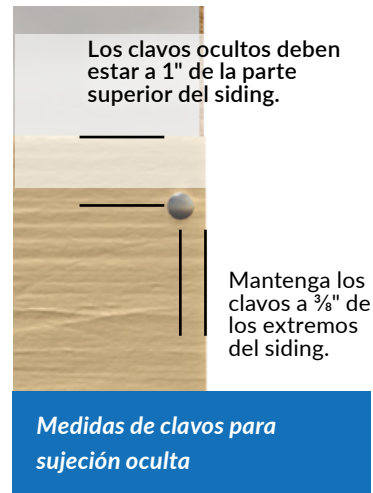 Los clavos ocultos deben
estar a 1" de la parte
superior del siding.
Mantenga los
clavos a ⅜" de
los extremos
del siding.
Medidas de clavos para
sujeción oculta